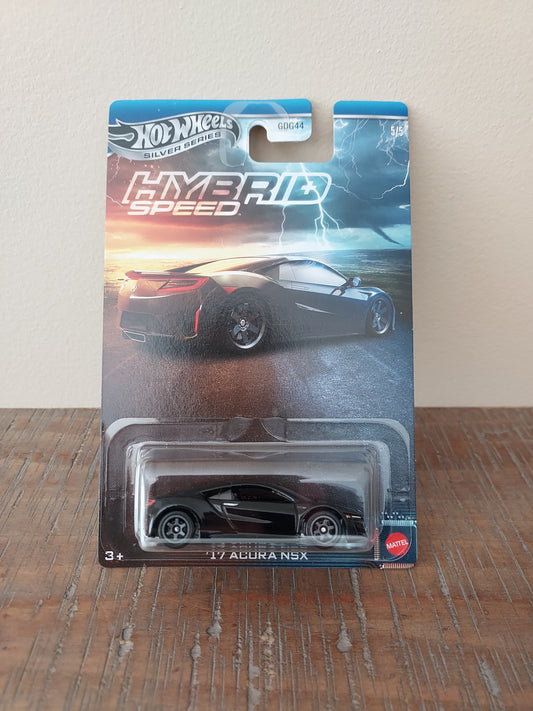 HOT WHEELS
SILVER SERIES
GDG44
5/5
HYBRID
SPEED
'17 ACURA NSX
3+
MATTEL